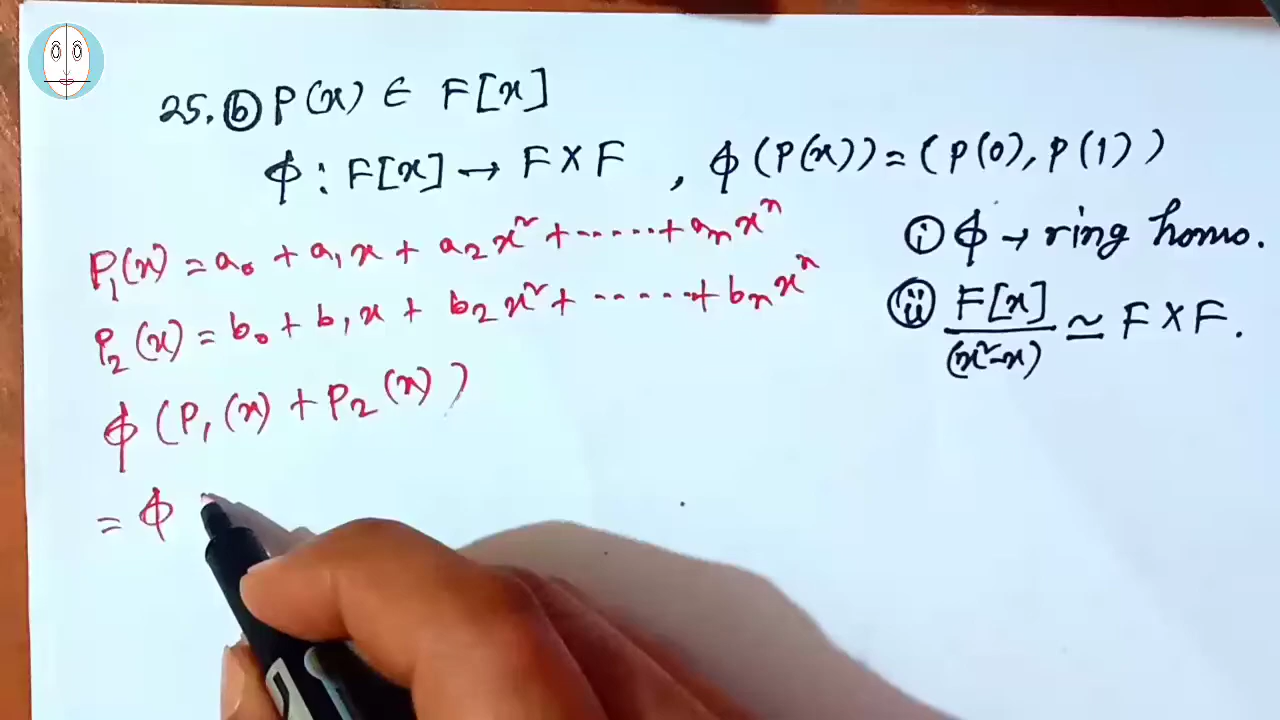 25. ⓑ P(x) ∈ F[x]
ϕ : F[x] → F X F , ϕ(P(x)) = (P(0), P(1))
P₁(x) = a₀ + a₁x + a₂x² + ...... + aₙxⁿ
P₂(x) = b₀ + b₁x + b₂x² + ...... + bₙxⁿ
ϕ(P₁(x) + P₂(x))
= ϕ
ⓘ ϕ → ring homo.
ⓘⓘ F[x]/(x²-x) ≃ F X F.